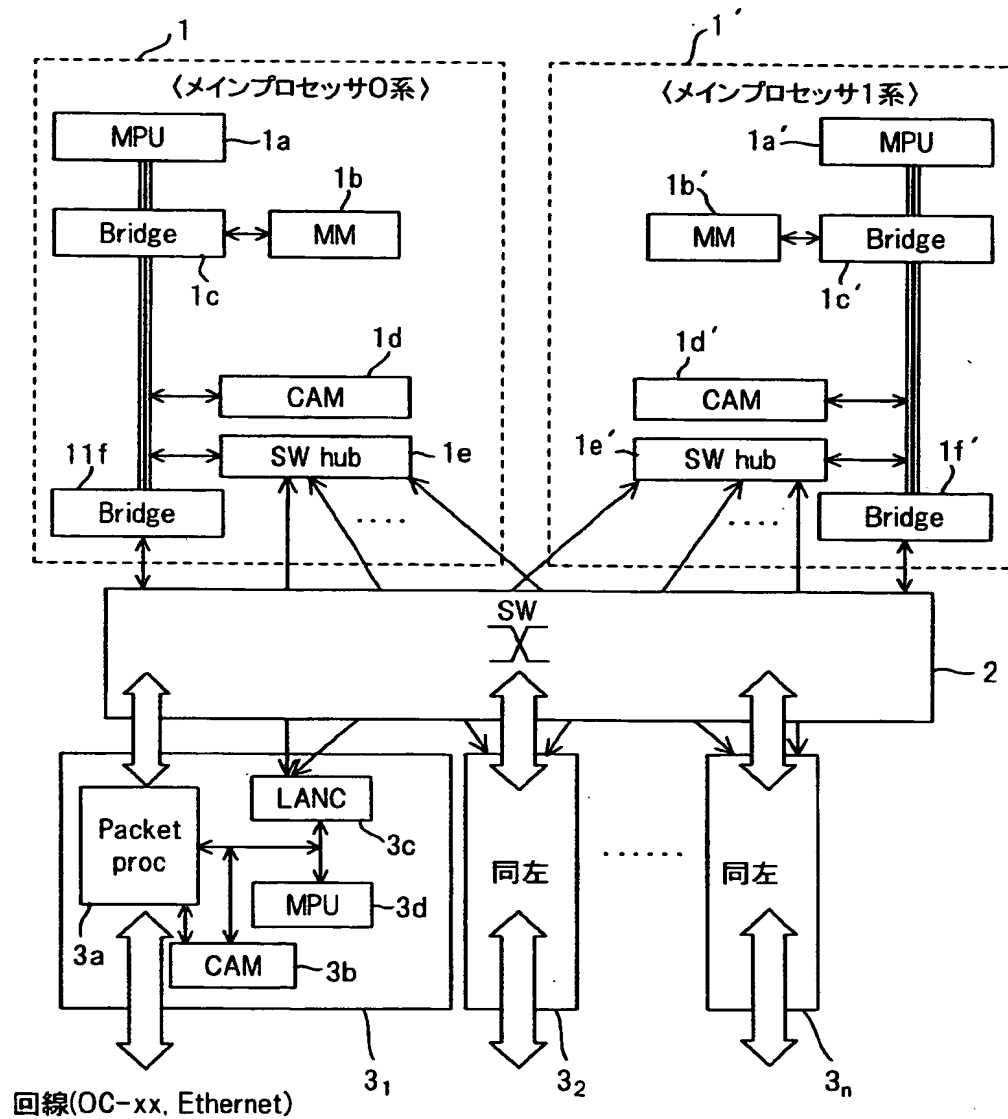 1
1′
〈メインプロセッサ0系〉
〈メインプロセッサ1系〉
MPU
1a
1a′
MPU
1b
1b′
Bridge
MM
MM
Bridge
1c
1c′
1d
1d′
CAM
CAM
11f
SW hub
1e
1e′
SW hub
1f′
Bridge
‥‥
‥‥
Bridge
SW
2
Packet
proc
LANC
3c
同左
……
同左
MPU
3d
3a
CAM
3b
3₁
3₂
3ₙ
回線(OC-xx, Ethernet)